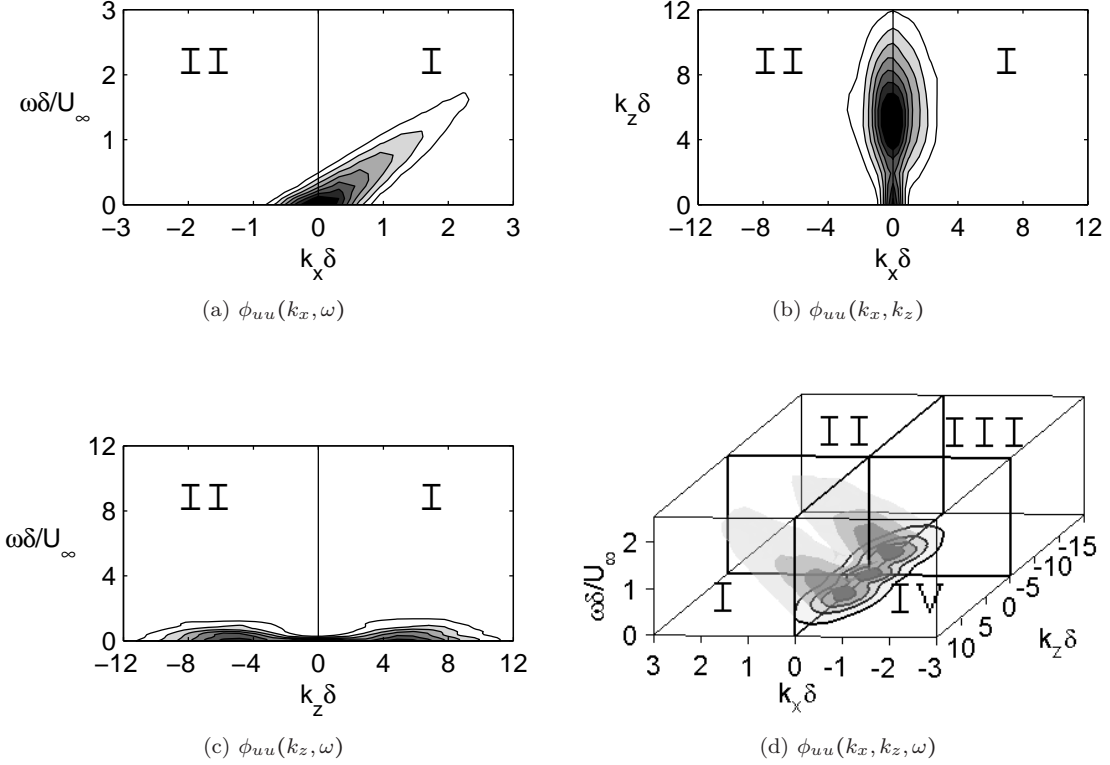 3
2
1
0
ωδ/U∞
II
I
−3 −2 −1 0 1 2 3
kxδ
(a) ϕuu(kx, ω)
12
8
4
0
kzδ
II
I
−12 −8 −4 0 4 8 12
kxδ
(b) ϕuu(kx, kz)
12
8
4
0
ωδ/U∞
II
I
−12 −8 −4 0 4 8 12
kzδ
(c) ϕuu(kz, ω)
II
III
I
IV
2
1
0
ωδ/U∞
3 2 1 0 -1 -2 -3
kxδ
10 5 0 -5 -10 -15
kzδ
(d) ϕuu(kx, kz, ω)